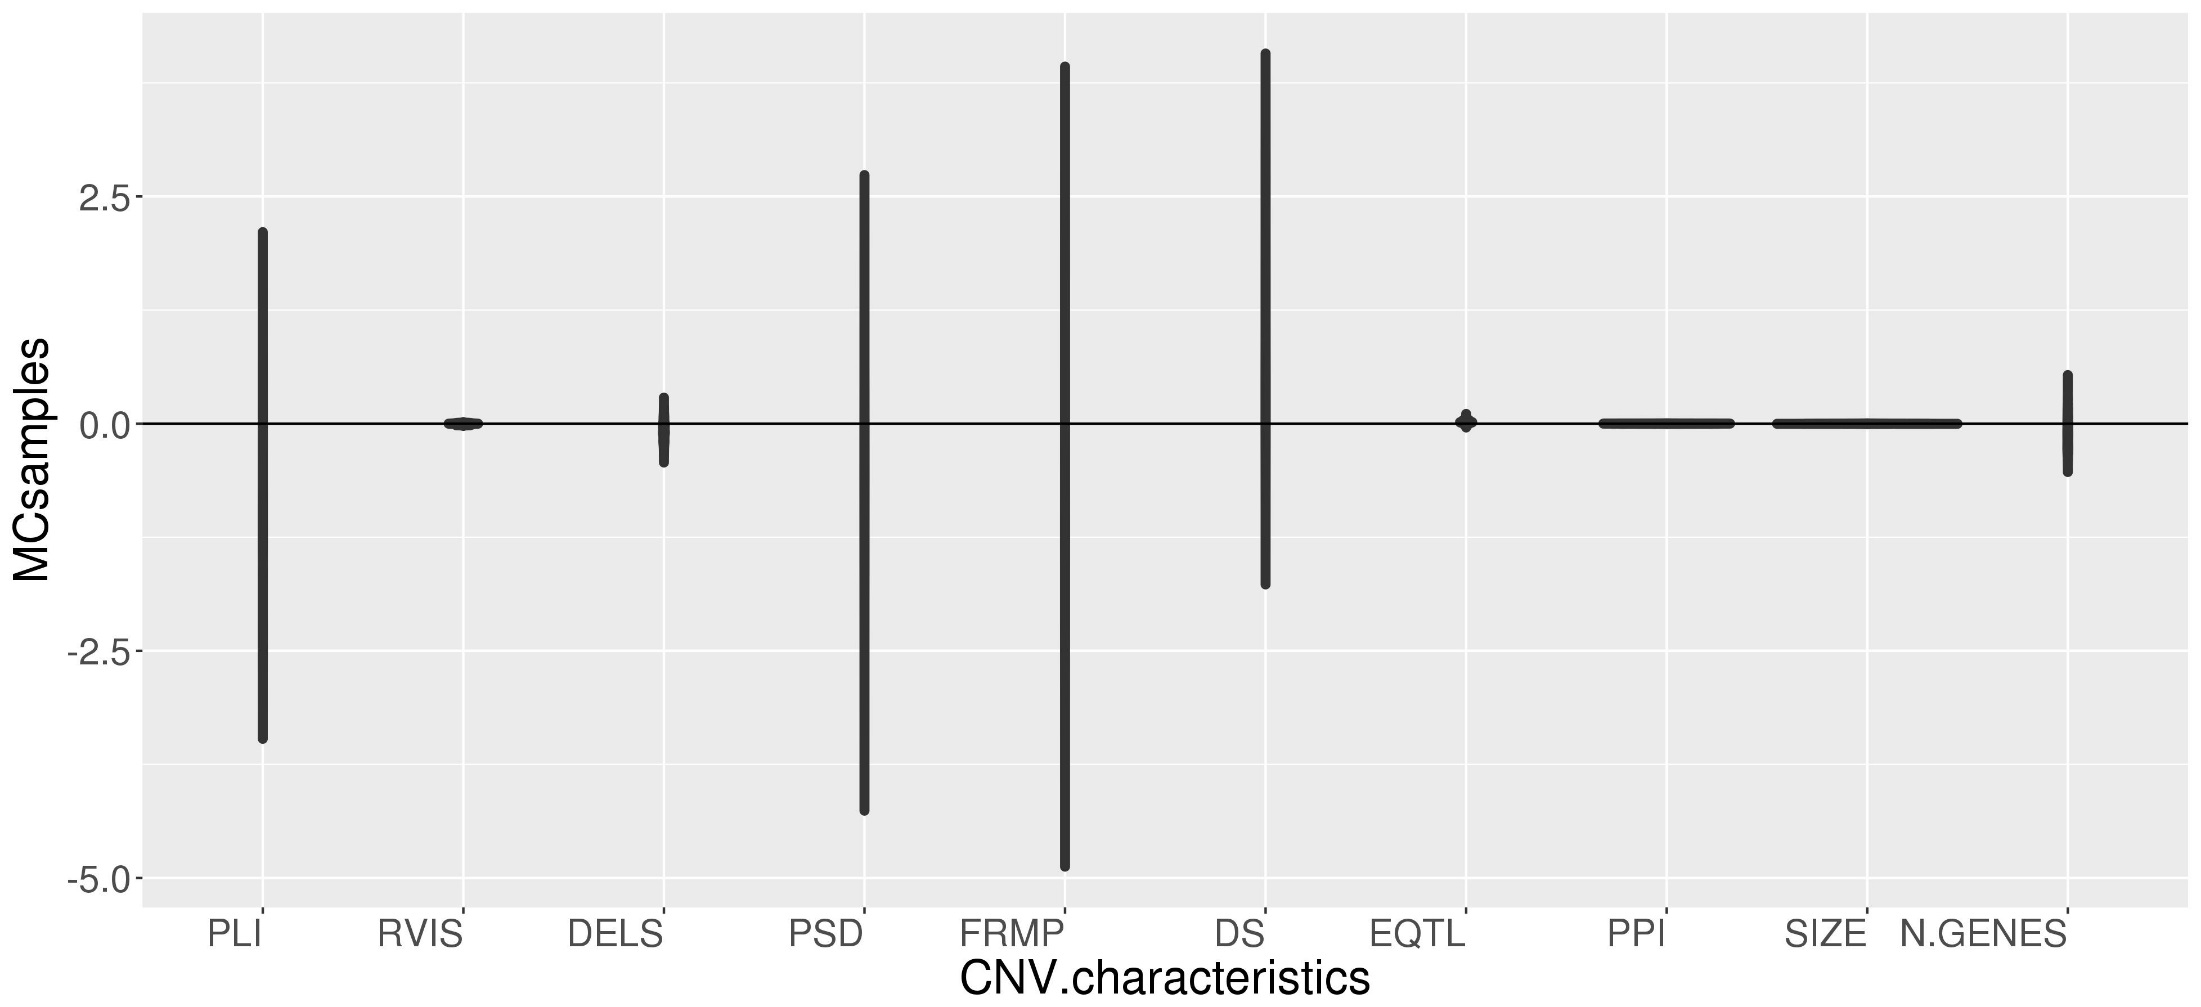 MCsamples
2.5
0.0
-2.5
-5.0
PLI RVIS DELS PSD FRMP DS EQTL PPI SIZE N.GENES
CNV.characteristics